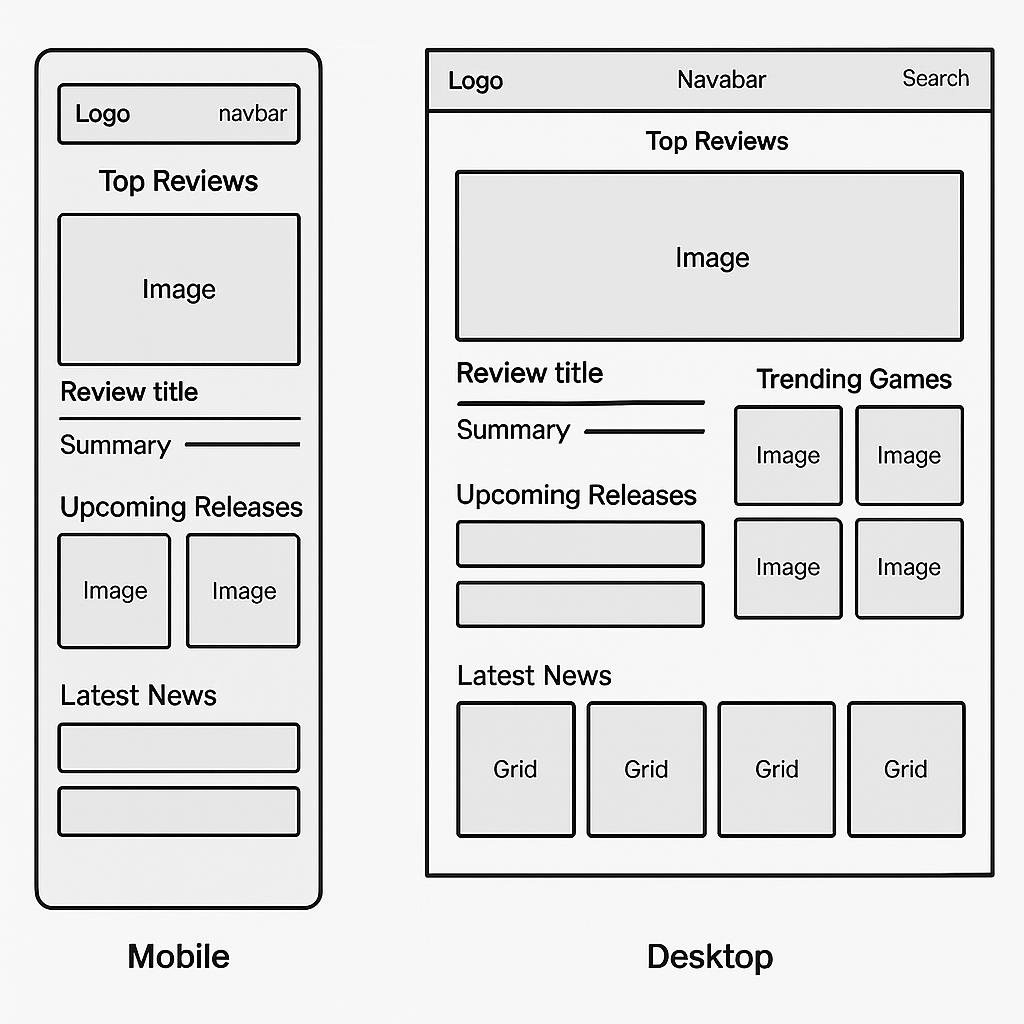 Logo navbar
Top Reviews
Image
Review title
Summary
Upcoming Releases
Image Image
Latest News
Mobile
Logo Navabar Search
Top Reviews
Image
Review title
Summary
Upcoming Releases
Trending Games
Image Image
Image Image
Latest News
Grid Grid Grid Grid
Desktop